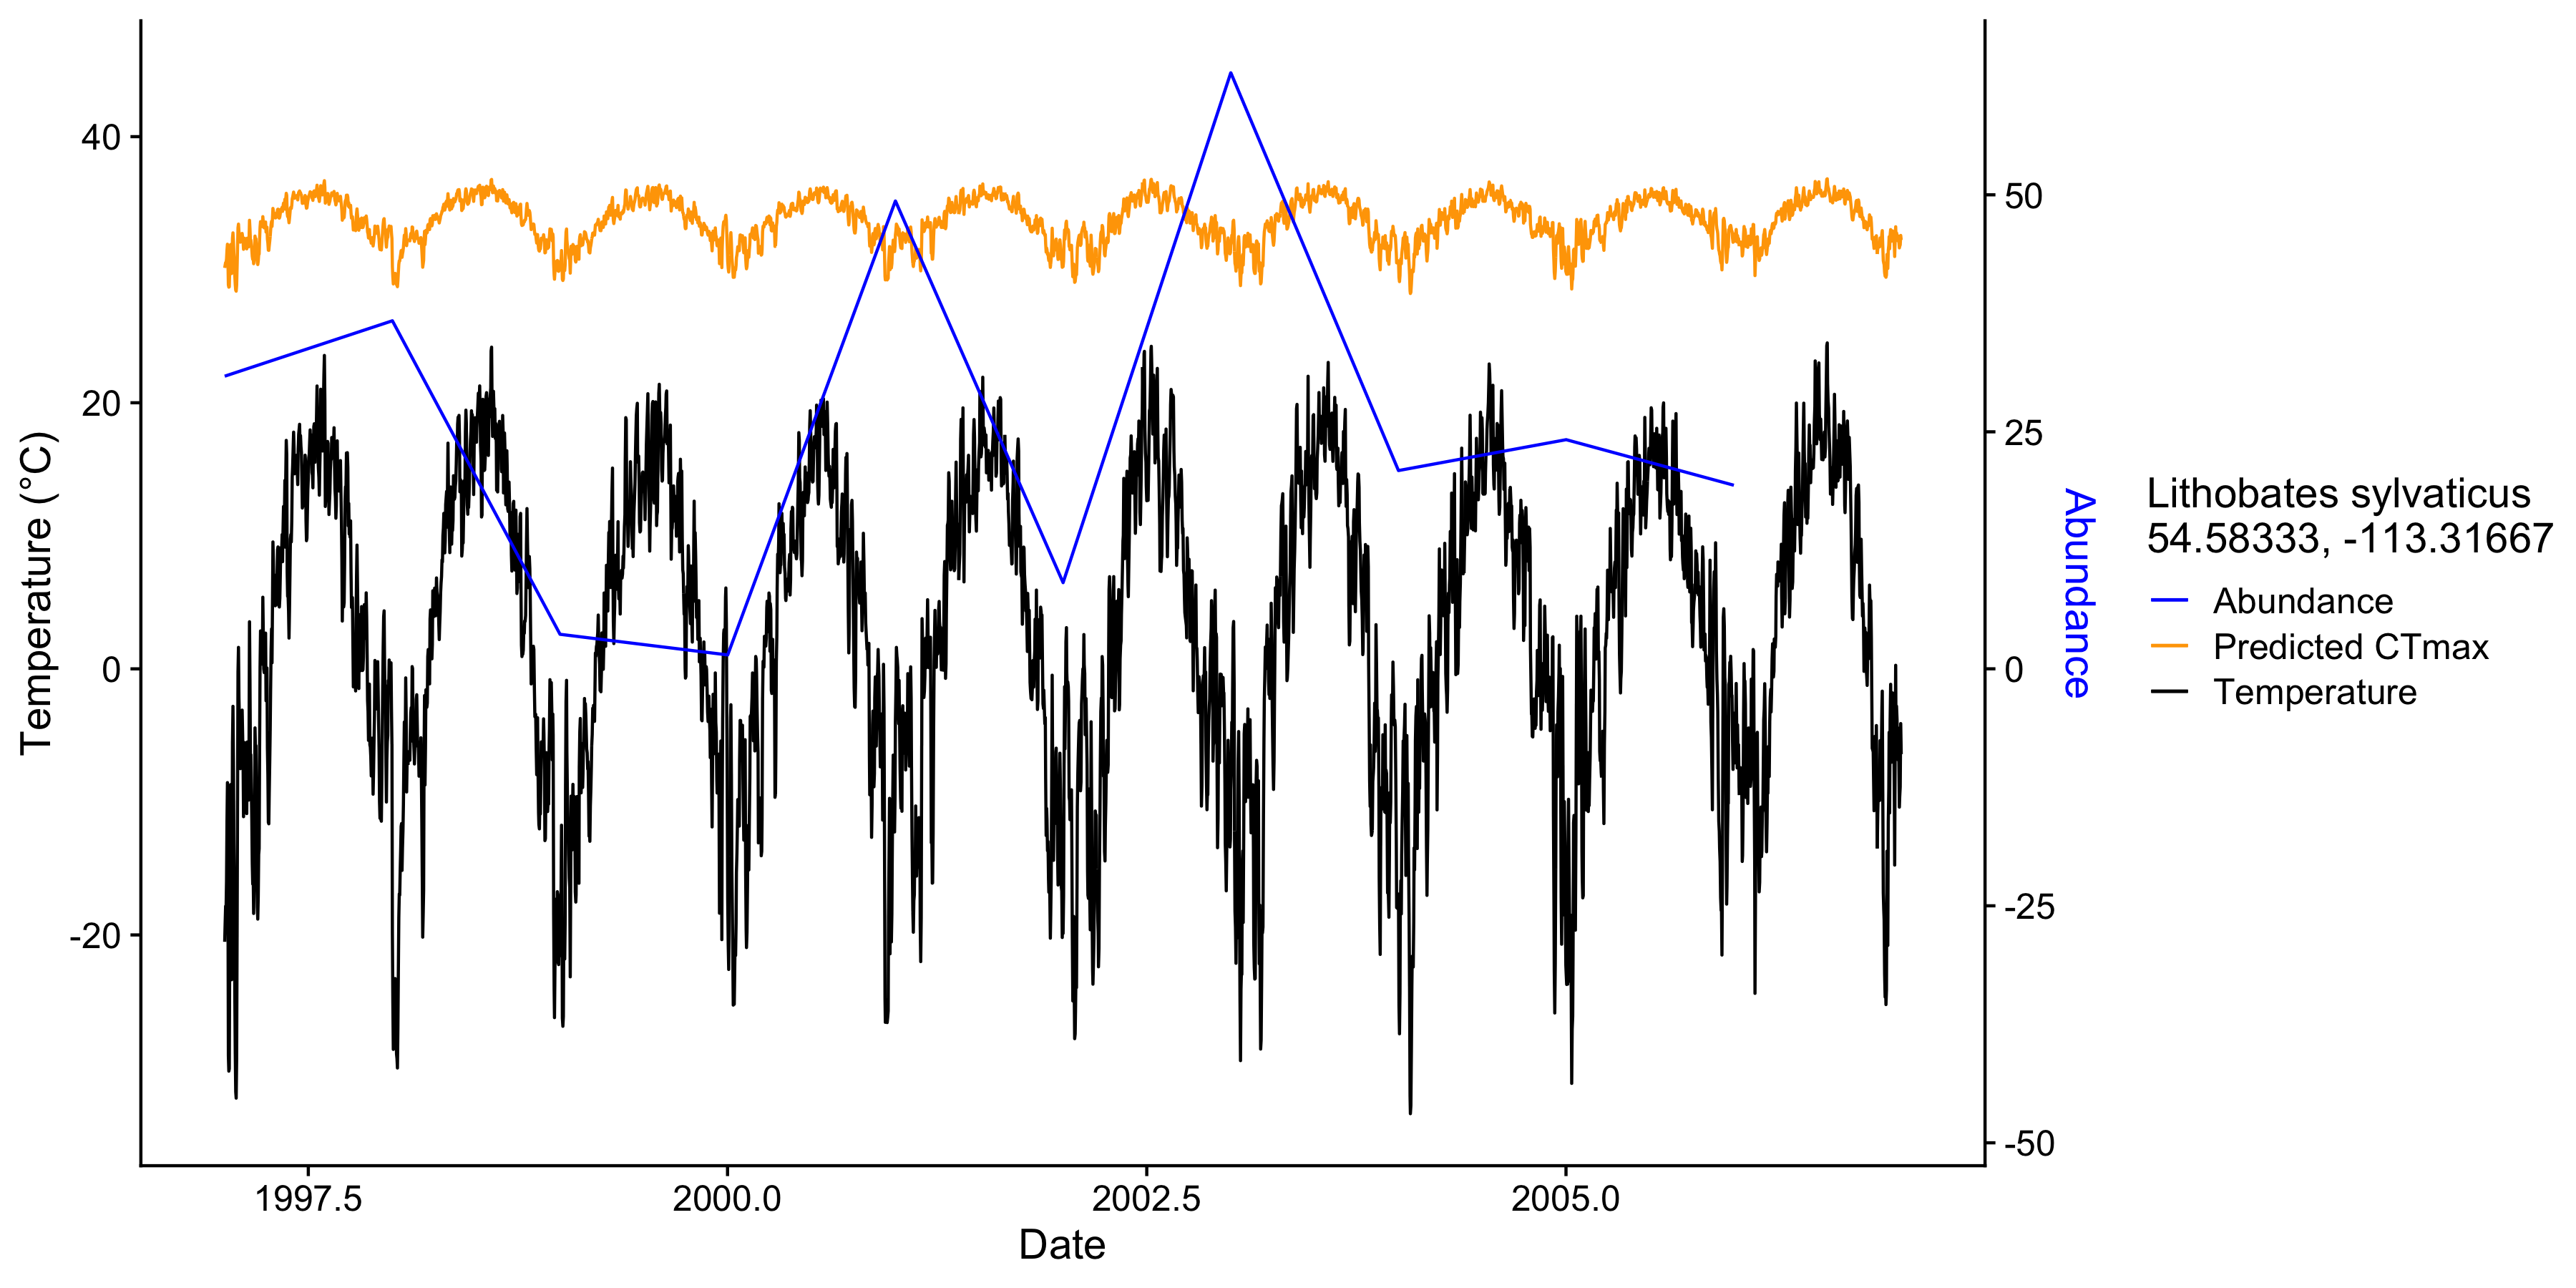 40
20
0
-20
Temperature (°C)
1997.5
2000.0
2002.5
2005.0
Date
50
25
0
-25
-50
Abundance
Lithobates sylvaticus
54.58333, -113.31667
Abundance
Predicted CTmax
Temperature